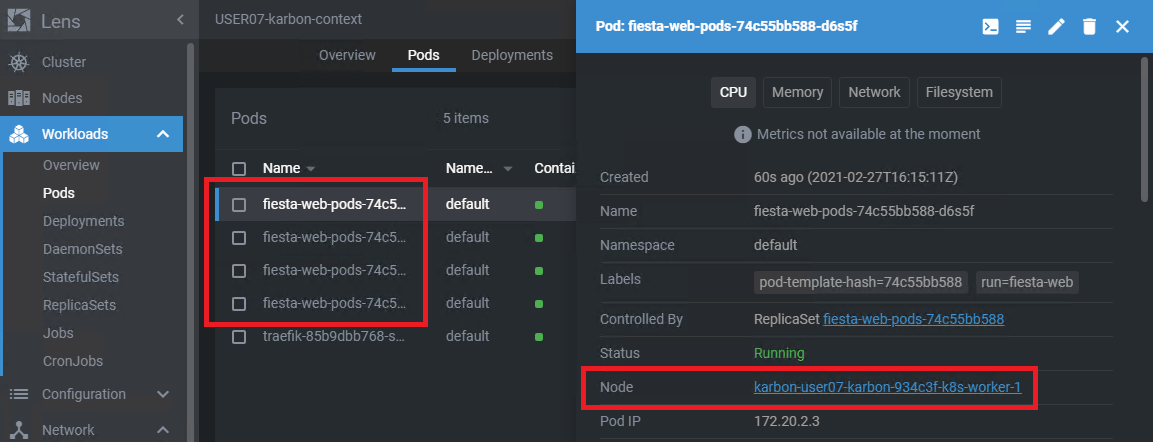 Lens
Cluster
Nodes
Workloads
Overview
Pods
Deployments
DaemonSets
StatefulSets
ReplicaSets
Jobs
CronJobs
Configuration
Network
USER07-karbon-context
Overview Pods Deployments
Pods 5 items
Name Name... Contai
fiesta-web-pods-74c5... default
fiesta-web-pods-74c5... default
fiesta-web-pods-74c5... default
fiesta-web-pods-74c5... default
traefik-85b9dbb768-s... default
Pod: fiesta-web-pods-74c55bb588-d6s5f
CPU Memory Network Filesystem
Metrics not available at the moment
Created 60s ago (2021-02-27T16:15:11Z)
Name fiesta-web-pods-74c55bb588-d6s5f
Namespace default
Labels pod-template-hash=74c55bb588 run=fiesta-web
Controlled By ReplicaSet fiesta-web-pods-74c55bb588
Status Running
Node karbon-user07-karbon-934c3f-k8s-worker-1
Pod IP 172.20.2.3